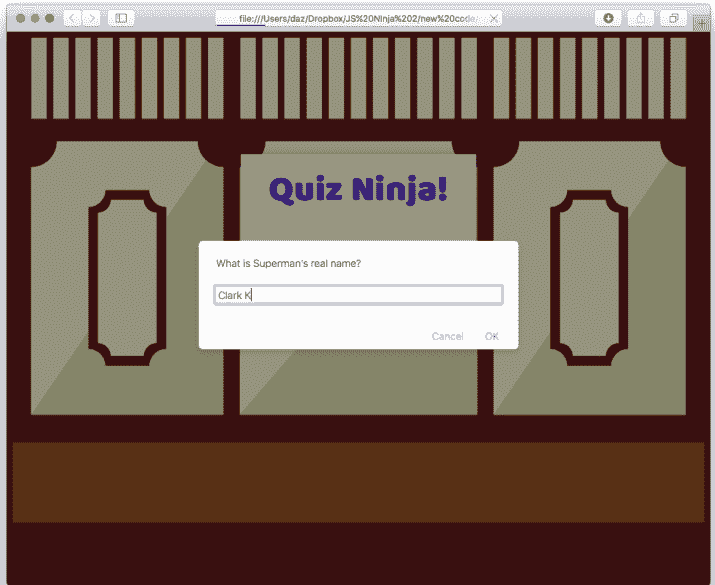 file:///Users/daz/Dropbox/JS%20Ninja%202/new%20code/
Quiz Ninja!
What is Superman's real name?
Clark K
Cancel OK